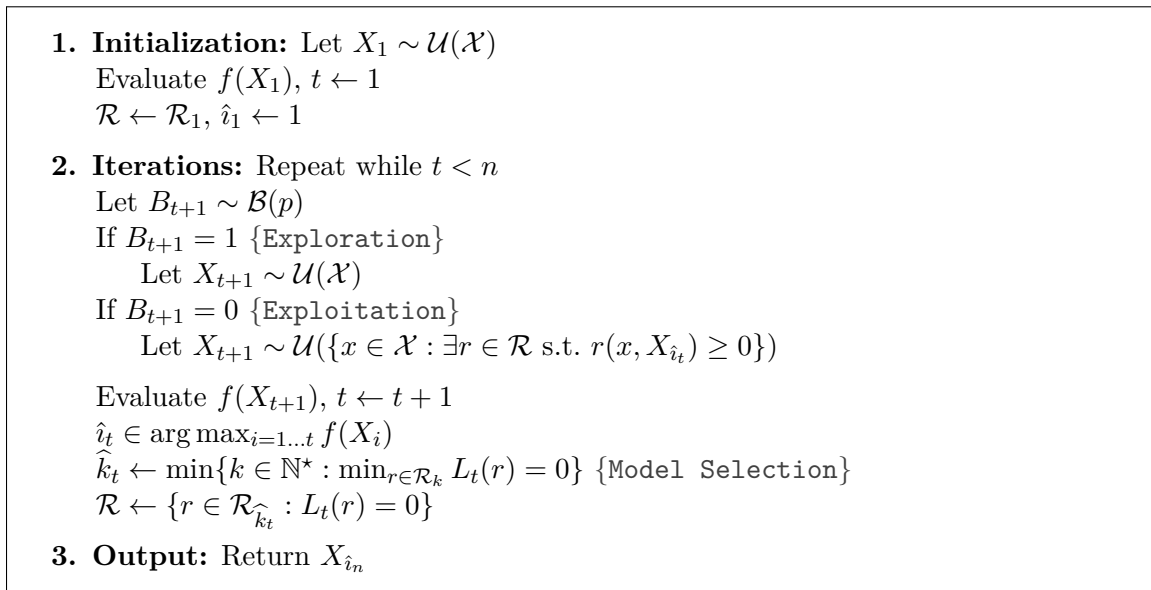 1. Initialization: Let X₁ ∼ 𝒰(𝒳)
Evaluate f(X₁), t ← 1
ℛ ← ℛ₁, î₁ ← 1
2. Iterations: Repeat while t < n
Let B_{t+1} ∼ ℬ(p)
If B_{t+1} = 1 {Exploration}
Let X_{t+1} ∼ 𝒰(𝒳)
If B_{t+1} = 0 {Exploitation}
Let X_{t+1} ∼ 𝒰({x ∈ 𝒳 : ∃r ∈ ℛ s.t. r(x, X_{î_t}) ≥ 0})
Evaluate f(X_{t+1}), t ← t + 1
î_t ∈ arg max_{i=1...t} f(X_i)
k̂_t ← min{k ∈ ℕ^⋆ : min_{r∈ℛ_k} L_t(r) = 0} {Model Selection}
ℛ ← {r ∈ ℛ_{k̂_t} : L_t(r) = 0}
3. Output: Return X_{î_n}